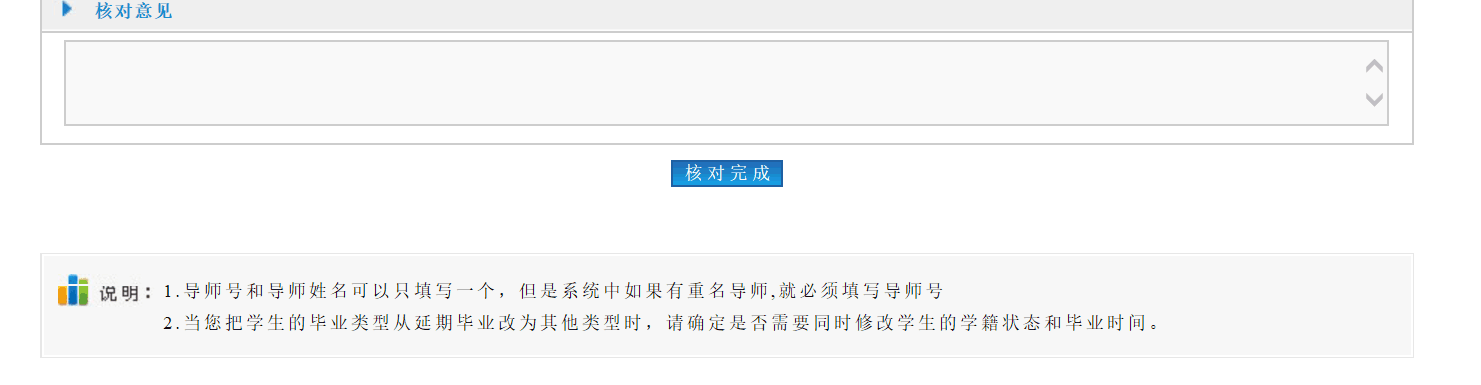 核对意见
核对完成
说明：1.导师号和导师姓名可以只填写一个，但是系统中如果有重名导师,就必须填写导师号
2.当您把学生的毕业类型从延期毕业改为其他类型时，请确定是否需要同时修改学生的学籍状态和毕业时间。